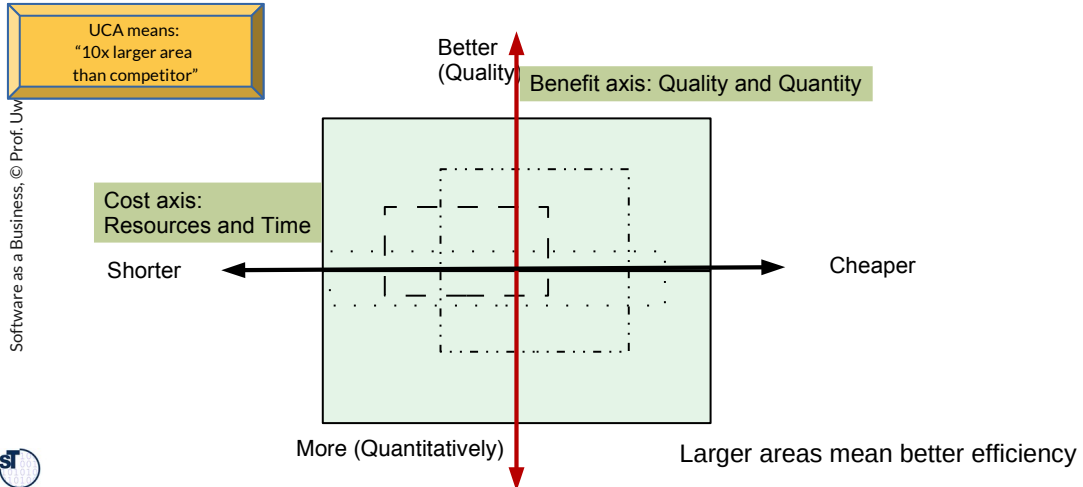 UCA means:
“10x larger area
than competitor”
Better
(Quality)
Benefit axis: Quality and Quantity
Cost axis:
Resources and Time
Shorter
Cheaper
More (Quantitatively)
Larger areas mean better efficiency
Software as a Business, © Prof. Uw
ST